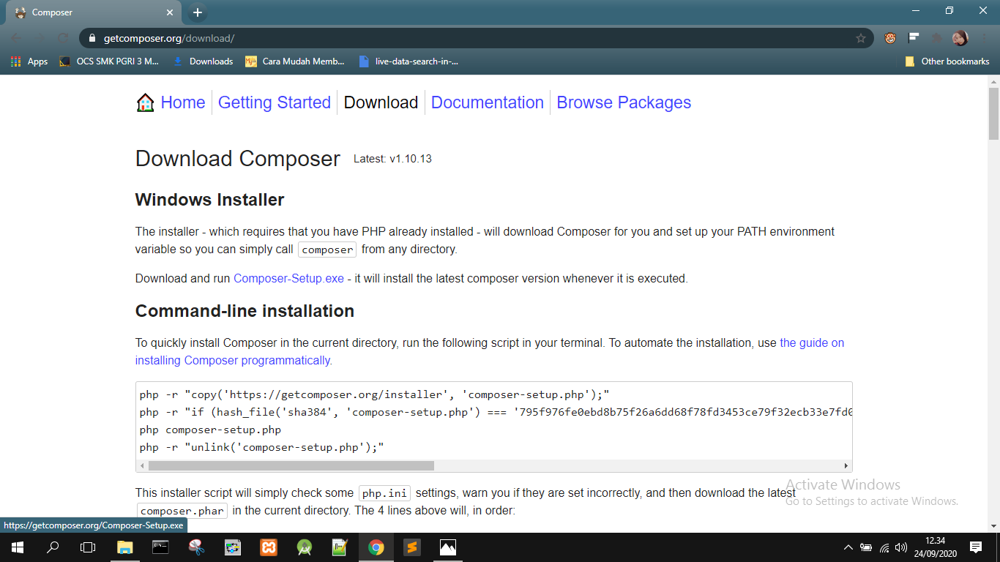 Composer
getcomposer.org/download/
Apps
OCS SMK PGRI 3 M...
Downloads
Cara Mudah Memb...
live-data-search-in-...
Other bookmarks
Home
Getting Started
Download
Documentation
Browse Packages
Download Composer
Latest: v1.10.13
Windows Installer
The installer - which requires that you have PHP already installed - will download Composer for you and set up your PATH environment
variable so you can simply call composer from any directory.
Download and run Composer-Setup.exe - it will install the latest composer version whenever it is executed.
Command-line installation
To quickly install Composer in the current directory, run the following script in your terminal. To automate the installation, use the guide on
installing Composer programmatically.
php -r "copy('https://getcomposer.org/installer', 'composer-setup.php');"
php -r "if (hash_file('sha384', 'composer-setup.php') === '795f976fe0ebd8b75f26a6dd68f78fd3453ce79f32ecb33e7fd0
php composer-setup.php
php -r "unlink('composer-setup.php');"
This installer script will simply check some php.ini settings, warn you if they are set incorrectly, and then download the latest
composer.phar in the current directory. The 4 lines above will, in order:
Activate Windows
Go to Settings to activate Windows.
https://getcomposer.org/Composer-Setup.exe
12.34
24/09/2020